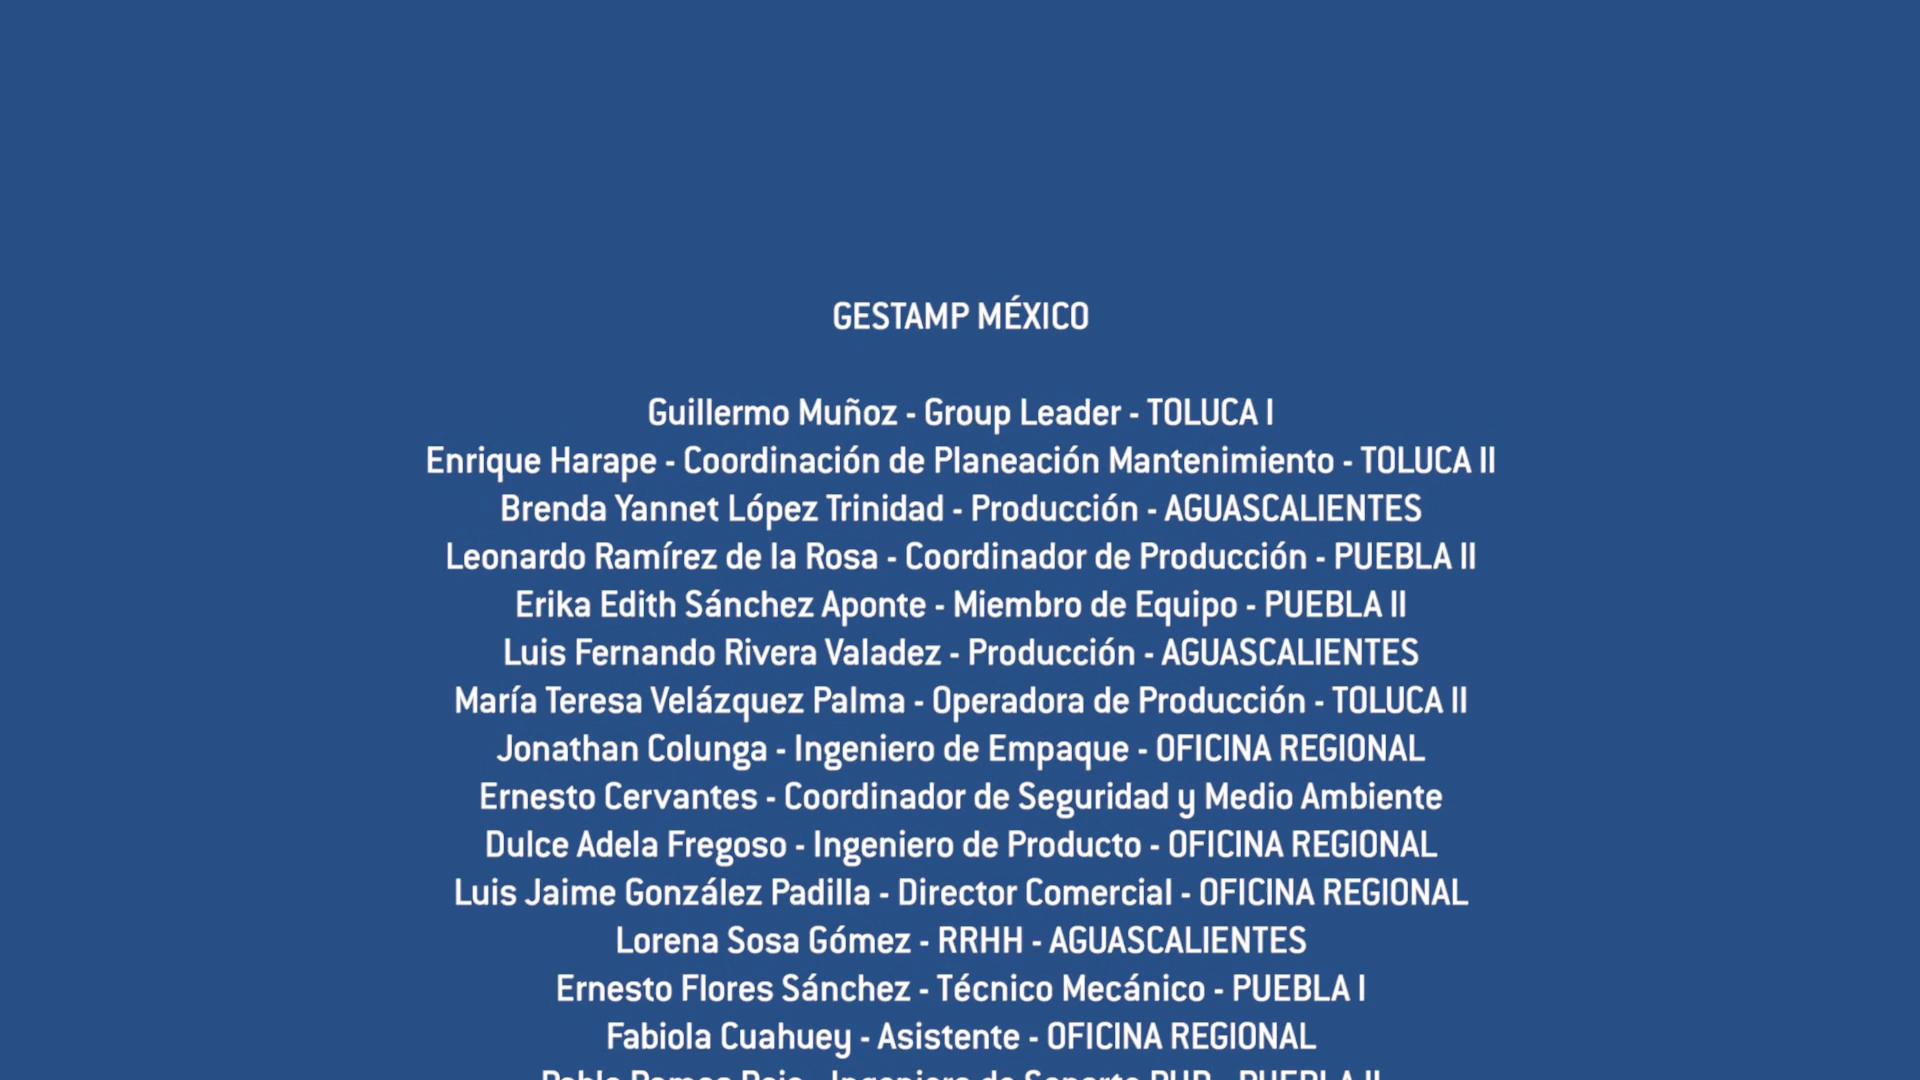 GESTAMP MÉXICO
Guillermo Muñoz - Group Leader - TOLUCA I
Enrique Harape - Coordinación de Planeación Mantenimiento - TOLUCA II
Brenda Yannet López Trinidad - Producción - AGUASCALIENTES
Leonardo Ramírez de la Rosa - Coordinador de Producción - PUEBLA II
Erika Edith Sánchez Aponte - Miembro de Equipo - PUEBLA II
Luis Fernando Rivera Valadez - Producción - AGUASCALIENTES
María Teresa Velázquez Palma - Operadora de Producción - TOLUCA II
Jonathan Colunga - Ingeniero de Empaque - OFICINA REGIONAL
Ernesto Cervantes - Coordinador de Seguridad y Medio Ambiente
Dulce Adela Fregoso - Ingeniero de Producto - OFICINA REGIONAL
Luis Jaime González Padilla - Director Comercial - OFICINA REGIONAL
Lorena Sosa Gómez - RRHH - AGUASCALIENTES
Ernesto Flores Sánchez - Técnico Mecánico - PUEBLA I
Fabiola Cuahuey - Asistente - OFICINA REGIONAL